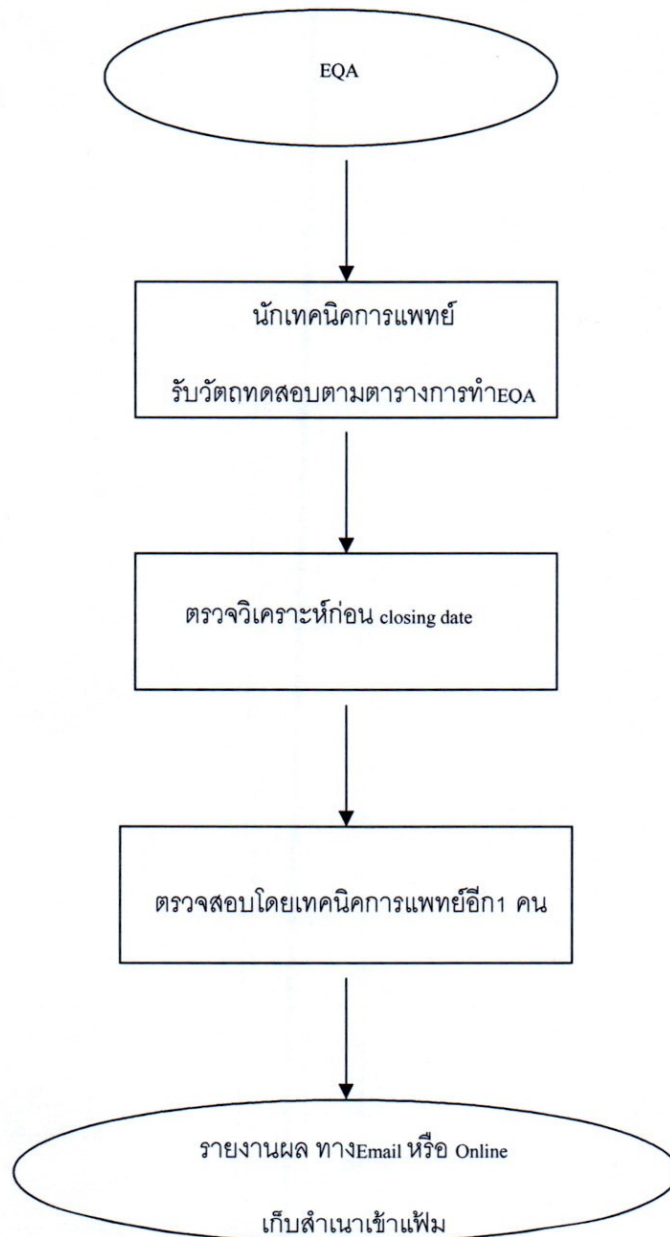 EQA
นักเทคนิคการแพทย์
รับวัตถุทดสอบตามตารางการทำEQA
ตรวจวิเคราะห์ก่อน closing date
ตรวจสอบโดยเทคนิคการแพทย์อีก1 คน
รายงานผล ทางEmail หรือ Online
เก็บสำเนาเข้าแฟ้ม